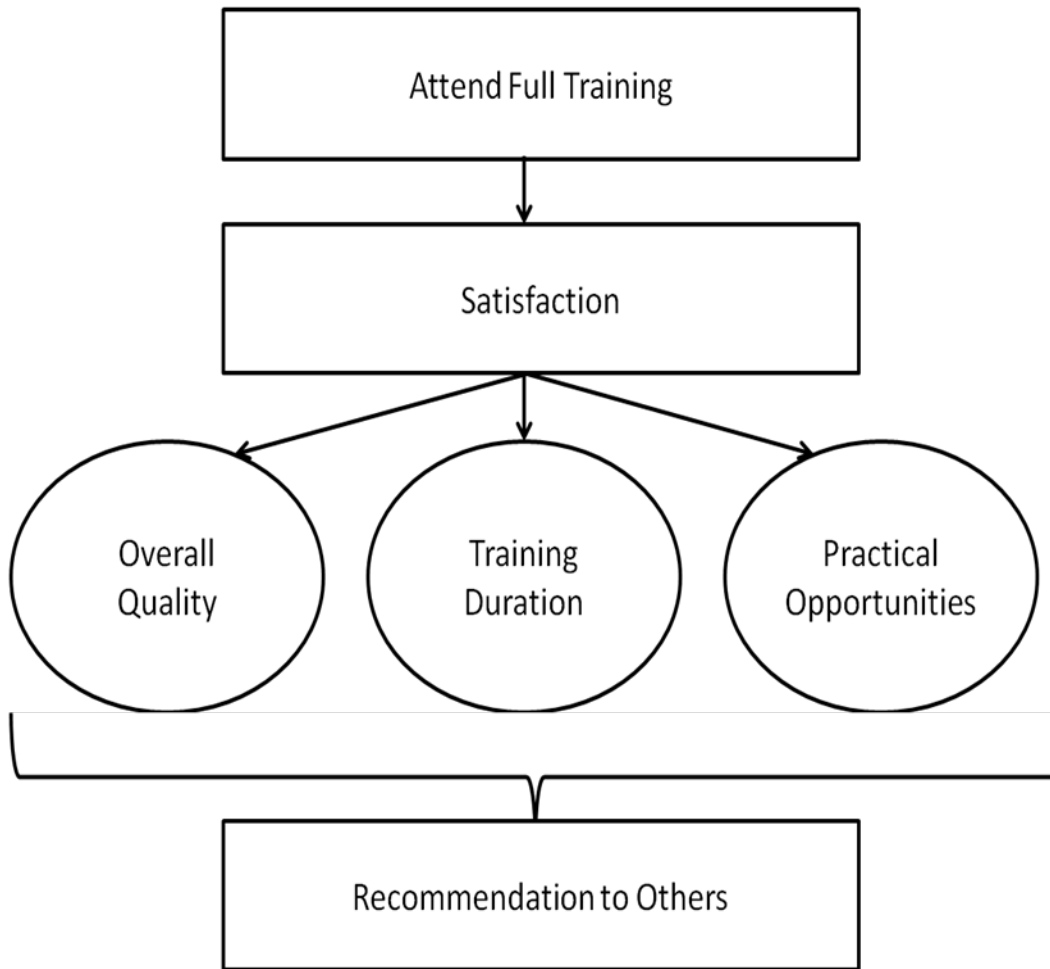 Attend Full Training
Satisfaction
Overall
Quality
Training
Duration
Practical
Opportunities
Recommendation to Others